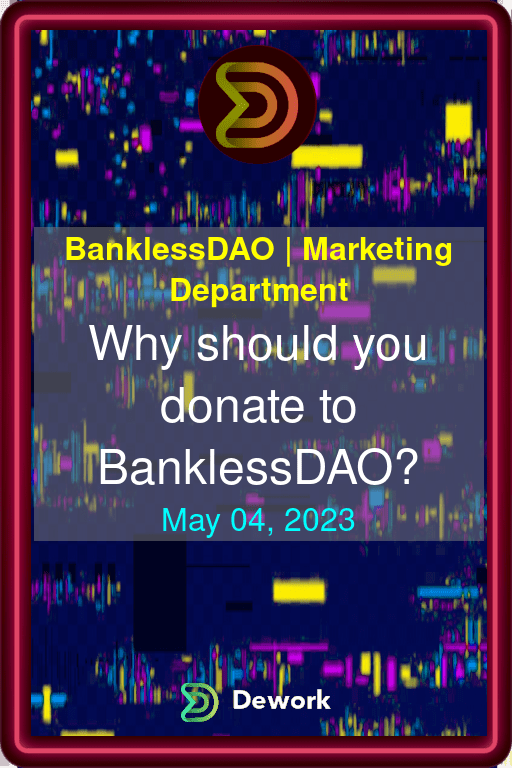 BanklessDAO | Marketing
Department
Why should you
donate to
BanklessDAO?
May 04, 2023
Dework